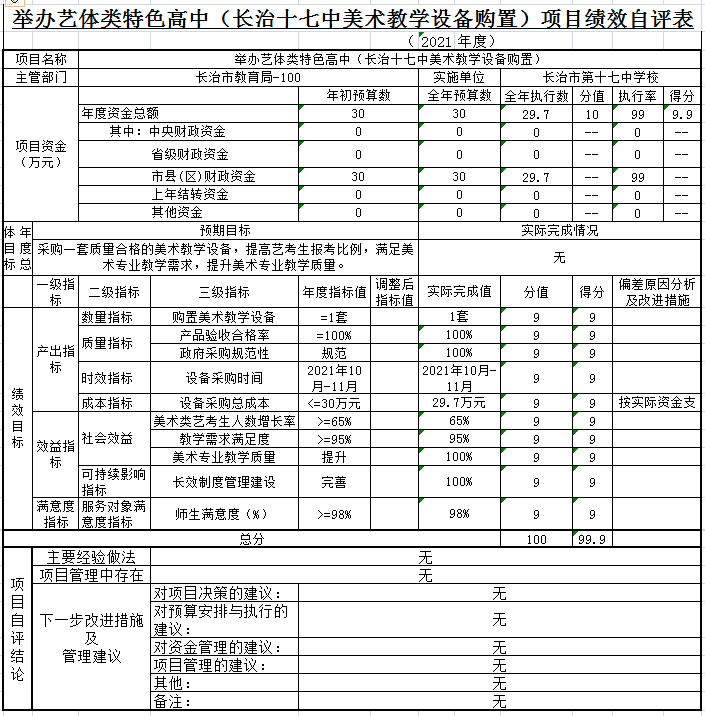 举办艺体类特色高中（长治十七中美术教学设备购置）项目绩效自评表
（2021年度）
项目名称 举办艺体类特色高中（长治十七中美术教学设备购置）
主管部门 长治市教育局-100 实施单位 长治市第十七中学校
项目资金（万元） 年初预算数 全年预算数 全年执行数 分值 执行率 得分
年度资金总额 30 30 29.7 10 99 9.9
其中：中央财政资金 0 0 0 -- 0 --
省级财政资金 0 0 0 -- 0 --
市县(区)财政资金 30 30 29.7 -- 99 --
上年结转资金 0 0 0 -- 0 --
其他资金 0 0 0 -- 0 --
体 年
目 度
标 总
预期目标 实际完成情况
采购一套质量合格的美术教学设备，提高艺考生报考比例，满足美
术专业教学需求，提升美术专业教学质量。
无
绩效目标
一级指标 二级指标 三级指标 年度指标值 调整后指标值 实际完成值 分值 得分 偏差原因分析及改进措施
产出指标 数量指标 购置美术教学设备 =1套 1套 9 9
质量指标 产品验收合格率 =100% 100% 9 9
政府采购规范性 规范 100% 9 9
时效指标 设备采购时间 2021年10月-11月 2021年10月-11月 9 9
成本指标 设备采购总成本 <=30万元 29.7万元 9 9 按实际资金支
效益指标 社会效益 美术类艺考生人数增长率 >=65% 65% 9 9
教学需求满足度 >=95% 95% 9 9
美术专业教学质量 提升 100% 9 9
可持续影响指标 长效制度管理建设 完善 100% 9 9
满意度指标 服务对象满意度指标 师生满意度（%） >=98% 98% 9 9
总分 100 99.9
项目自评结论
主要经验做法 无
项目管理中存在 无
下一步改进措施
及
管理建议
对项目决策的建议： 无
对预算安排与执行的建议： 无
对资金管理的建议： 无
项目管理的建议： 无
其他： 无
备注： 无